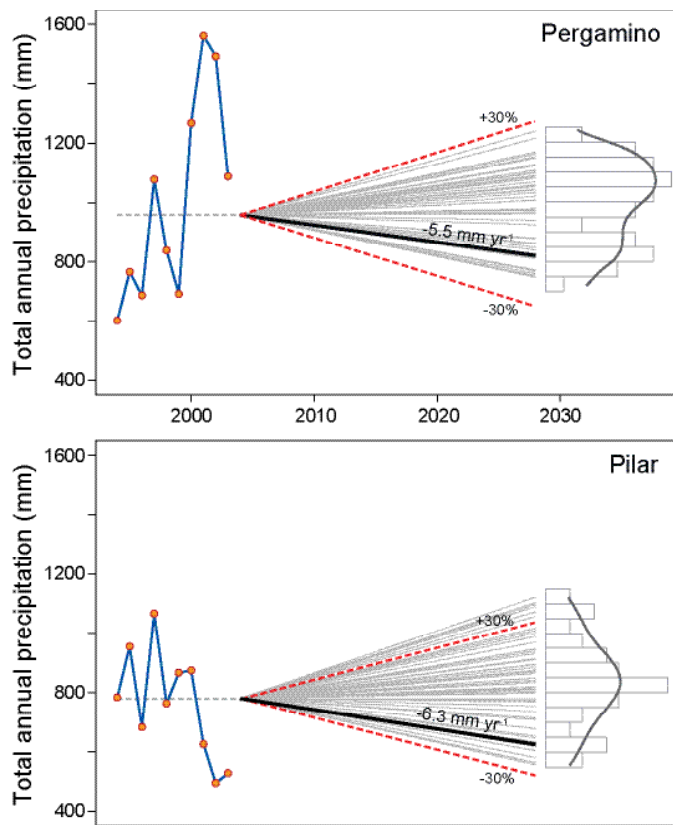 Total annual precipitation (mm)
1600
1200
800
400
Pergamino
+30%
-5.5 mm yr⁻¹
-30%
2000
2010
2020
2030
Total annual precipitation (mm)
1600
1200
800
400
Pilar
+30%
-6.3 mm yr⁻¹
-30%